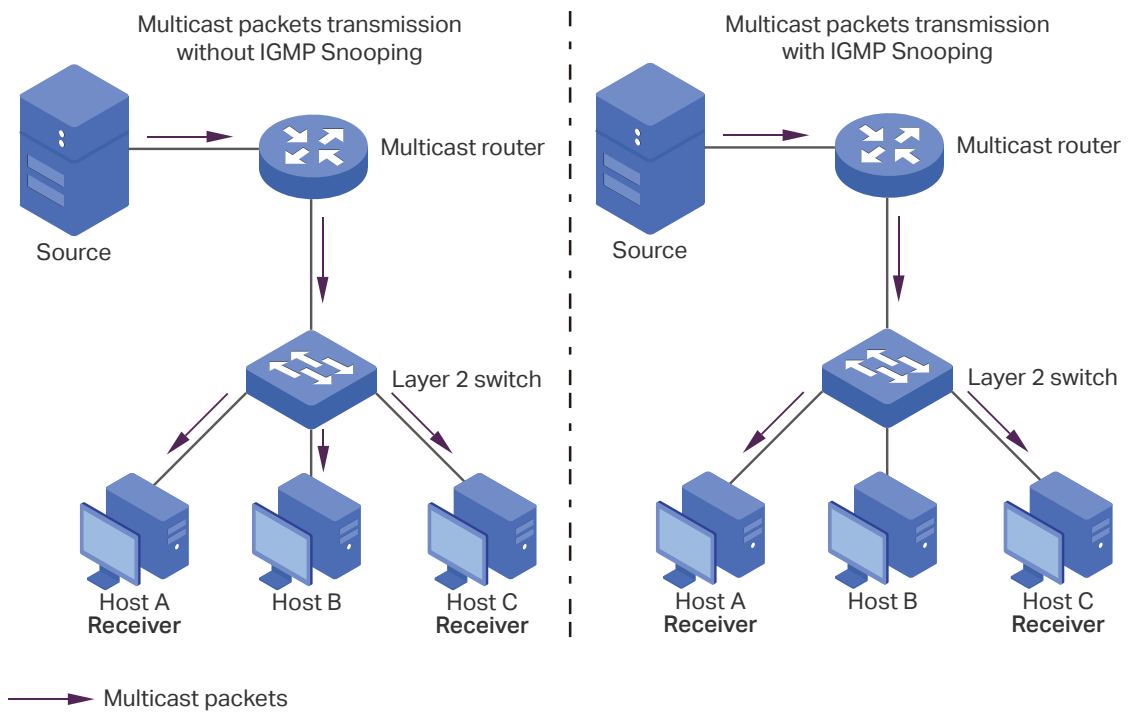 Multicast packets transmission
without IGMP Snooping
Multicast router
Source
Layer 2 switch
Host A
Receiver
Host B
Host C
Receiver
Multicast packets transmission
with IGMP Snooping
Multicast router
Source
Layer 2 switch
Host A
Receiver
Host B
Host C
Receiver
Multicast packets